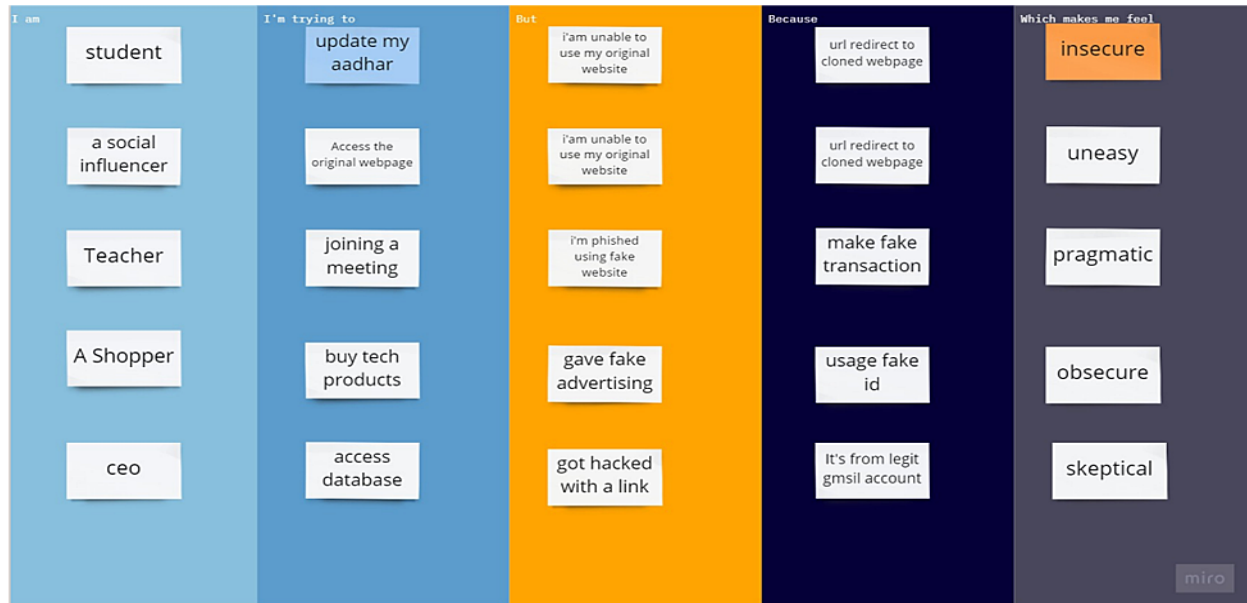 I am
I'm trying to
But
Because
Which makes me feel
student
update my
aadhar
i'am unable to
use my original
website
url redirect to
cloned webpage
insecure
a social
influencer
Access the
original webpage
i'am unable to
use my original
website
url redirect to
cloned webpage
uneasy
Teacher
joining a
meeting
i'm phished
using fake
website
make fake
transaction
pragmatic
A Shopper
buy tech
products
gave fake
advertising
usage fake
id
obsecure
ceo
access
database
got hacked
with a link
It's from legit
gmsil account
skeptical
miro